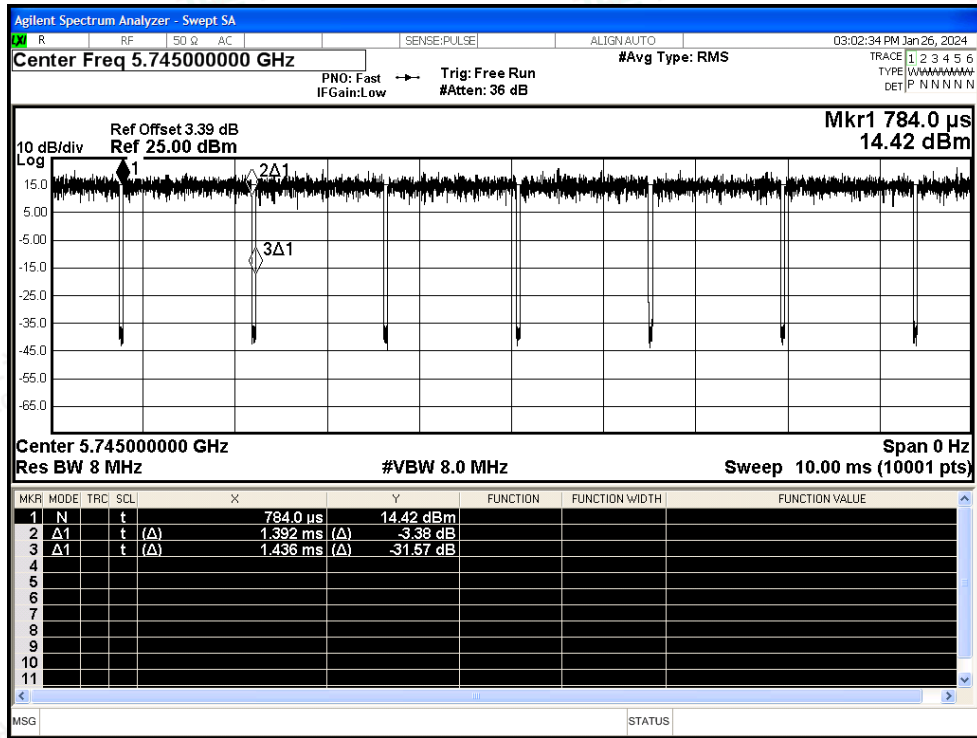 Agilent Spectrum Analyzer - Swept SA
LXI R RF 50 Ω AC SENSE:PULSE ALIGN AUTO 03:02:34 PM Jan 26, 2024
Center Freq 5.745000000 GHz #Avg Type: RMS TRACE 1 2 3 4 5 6
PNO: Fast Trig: Free Run TYPE
IFGain:Low #Atten: 36 dB DET P N N N N N
Mkr1 784.0 µs
Ref Offset 3.39 dB 14.42 dBm
10 dB/div Ref 25.00 dBm
Log
1 2Δ1
15.0
5.00
-5.00
3Δ1
-15.0
-25.0
-35.0
-45.0
-55.0
-65.0
Center 5.745000000 GHz Span 0 Hz
Res BW 8 MHz #VBW 8.0 MHz Sweep 10.00 ms (10001 pts)
MKR MODE TRC SCL X Y FUNCTION FUNCTION WIDTH FUNCTION VALUE
1 N t 784.0 µs 14.42 dBm
2 Δ1 t (Δ) 1.392 ms (Δ) -3.38 dB
3 Δ1 t (Δ) 1.436 ms (Δ) -31.57 dB
4
5
6
7
8
9
10
11
MSG STATUS